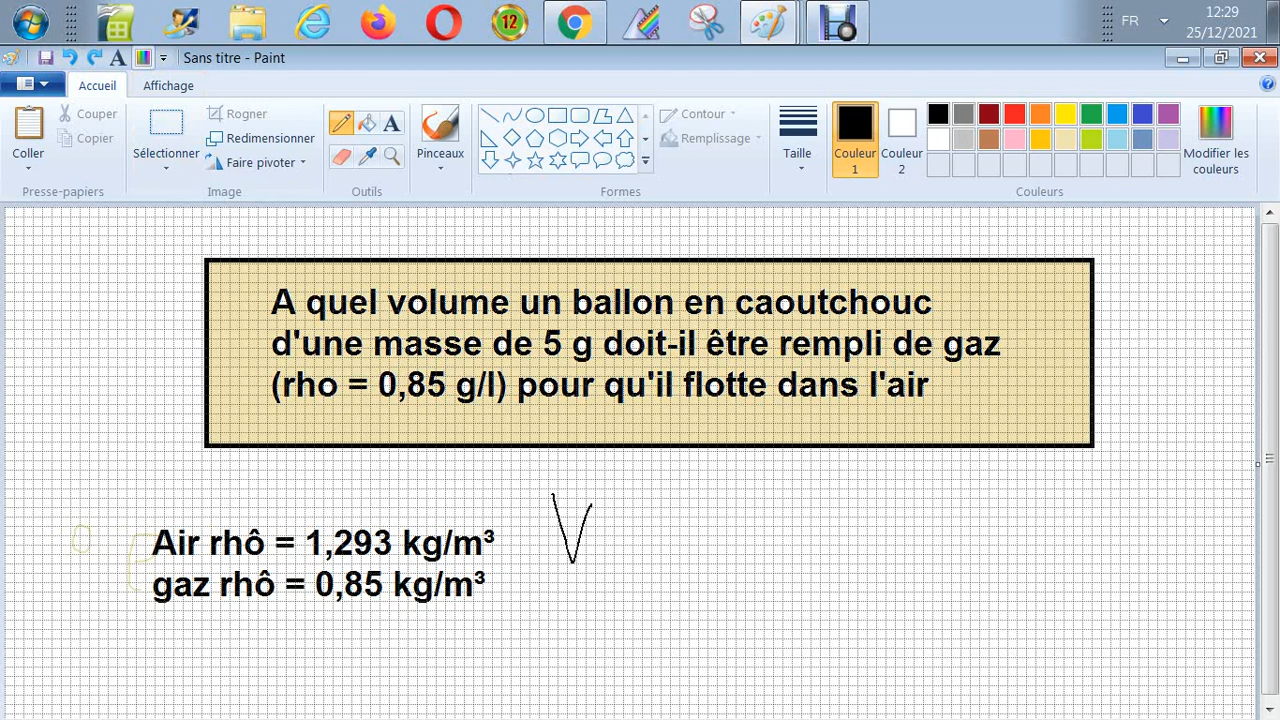 12
FR
12:29
25/12/2021
Sans titre - Paint
Accueil
Affichage
Coller
Couper
Copier
Presse-papiers
Sélectionner
Rogner
Redimensionner
Faire pivoter
Image
A
Outils
Pinceaux
Contour
Remplissage
Formes
Taille
Couleur
1
Couleur
2
Modifier les
couleurs
Couleurs
A quel volume un ballon en caoutchouc
d'une masse de 5 g doit-il être rempli de gaz
(rho = 0,85 g/l) pour qu'il flotte dans l'air
V
Air rhô = 1,293 kg/m³
gaz rhô = 0,85 kg/m³